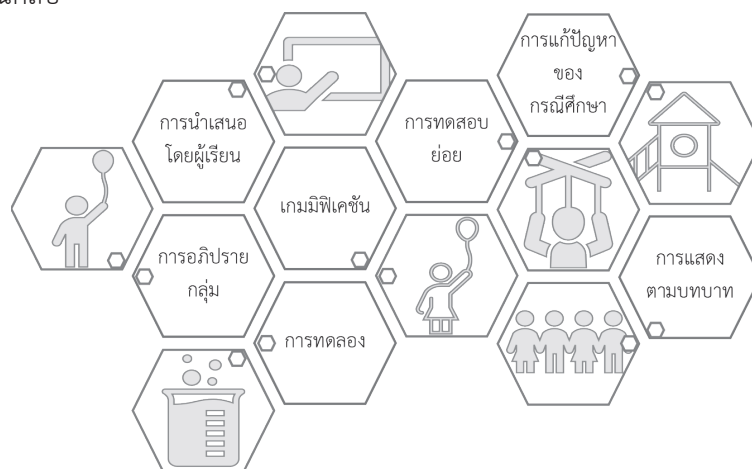 การแก้ปัญหา
ของ
กรณีศึกษา
การนำเสนอ
โดยผู้เรียน
การทดสอบ
ย่อย
เกมมิฟิเคชัน
การอภิปราย
กลุ่ม
การแสดง
ตามบทบาท
การทดลอง